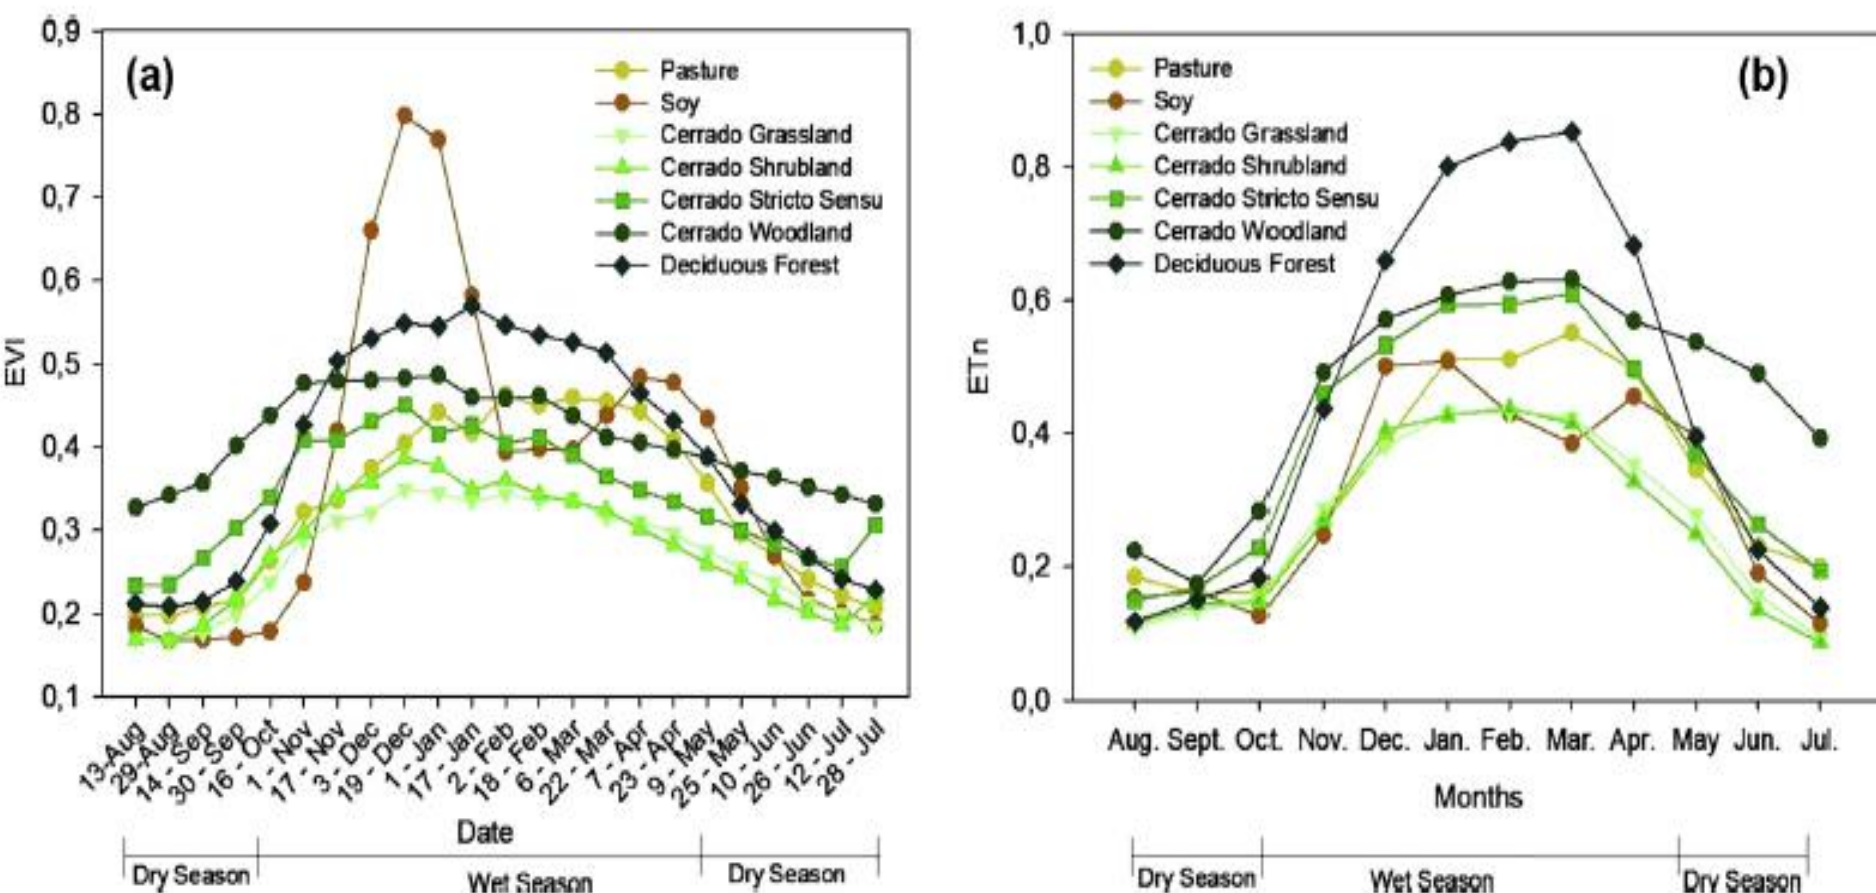 (a)
EVI
0,9
0,8
0,7
0,6
0,5
0,4
0,3
0,2
0,1
Pasture
Soy
Cerrado Grassland
Cerrado Shrubland
Cerrado Stricto Sensu
Cerrado Woodland
Deciduous Forest
13-Aug
29-Aug
14 - Sep
30 - Sep
16 - Oct
1 - Nov
17 - Nov
3 - Dec
19 - Dec
1 - Jan
17 - Jan
2 - Feb
18 - Feb
6 - Mar
22 - Mar
7 - Apr
23 - Apr
9 - May
25 - May
10 - Jun
26 - Jun
12 - Jul
28 - Jul
Date
Dry Season
Wet Season
Dry Season
(b)
ETn
1,0
0,8
0,6
0,4
0,2
0,0
Pasture
Soy
Cerrado Grassland
Cerrado Shrubland
Cerrado Stricto Sensu
Cerrado Woodland
Deciduous Forest
Aug. Sept. Oct. Nov. Dec. Jan. Feb. Mar. Apr. May Jun. Jul.
Months
Dry Season
Wet Season
Dry Season